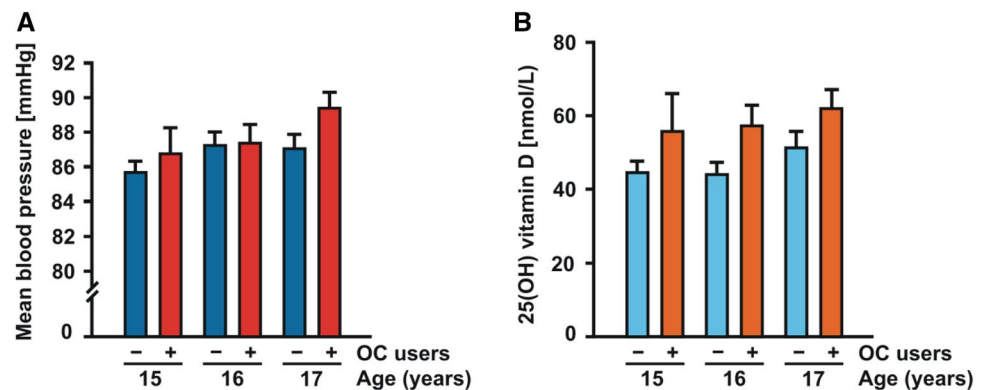 A
Mean blood pressure [mmHg]
92
90
88
86
84
82
80
0
− + − + − + OC users
15 16 17 Age (years)
B
25(OH) vitamin D [nmol/L)
80
60
40
20
0
− + − + − + OC users
15 16 17 Age (years)